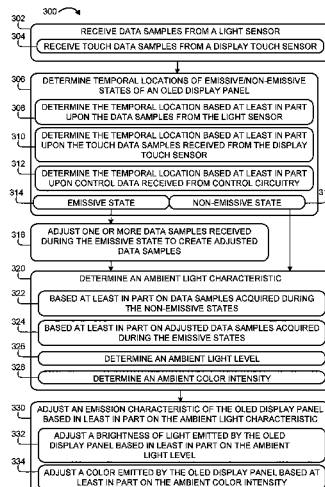 300
302
RECEIVE DATA SAMPLES FROM A LIGHT SENSOR
304
RECEIVE TOUCH DATA SAMPLES FROM A DISPLAY TOUCH SENSOR
306
DETERMINE TEMPORAL LOCATIONS OF EMISSIVE/NON-EMISSIVE
STATES OF AN OLED DISPLAY PANEL
308
DETERMINE THE TEMPORAL LOCATION BASED AT LEAST IN PART
UPON THE DATA SAMPLES FROM THE LIGHT SENSOR
310
DETERMINE THE TEMPORAL LOCATION BASED AT LEAST IN PART
UPON THE TOUCH DATA SAMPLES RECEIVED FROM THE DISPLAY
TOUCH SENSOR
312
DETERMINE THE TEMPORAL LOCATION BASED AT LEAST IN PART
UPON CONTROL DATA RECEIVED FROM CONTROL CIRCUITRY
314
EMISSIVE STATE
NON-EMISSIVE STATE
318
ADJUST ONE OR MORE DATA SAMPLES RECEIVED
DURING THE EMISSIVE STATE TO CREATE ADJUSTED
DATA SAMPLES
320
DETERMINE AN AMBIENT LIGHT CHARACTERISTIC
322
BASED AT LEAST IN PART ON DATA SAMPLES ACQUIRED DURING
THE NON-EMISSIVE STATES
324
BASED AT LEAST IN PART ON ADJUSTED DATA SAMPLES ACQUIRED
DURING THE EMISSIVE STATES
326
DETERMINE AN AMBIENT LIGHT LEVEL
328
DETERMINE AN AMBIENT COLOR INTENSITY
330
ADJUST AN EMISSION CHARACTERISTIC OF THE OLED DISPLAY PANEL
BASED IN LEAST IN PART ON THE AMBIENT LIGHT CHARACTERISTIC
332
ADJUST A BRIGHTNESS OF LIGHT EMITTED BY THE OLED
DISPLAY PANEL BASED IN LEAST IN PART ON THE AMBIENT
LIGHT LEVEL
334
ADJUST A COLOR EMITTED BY THE OLED DISPLAY PANEL BASED AT
LEAST IN PART ON THE AMBIENT COLOR INTENSITY